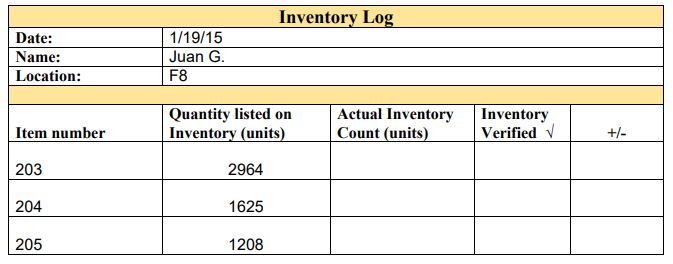 Inventory Log
Date: 1/19/15
Name: Juan G.
Location: F8
Item number Quantity listed on Inventory (units) Actual Inventory Count (units) Inventory Verified √ +/-
203 2964
204 1625
205 1208